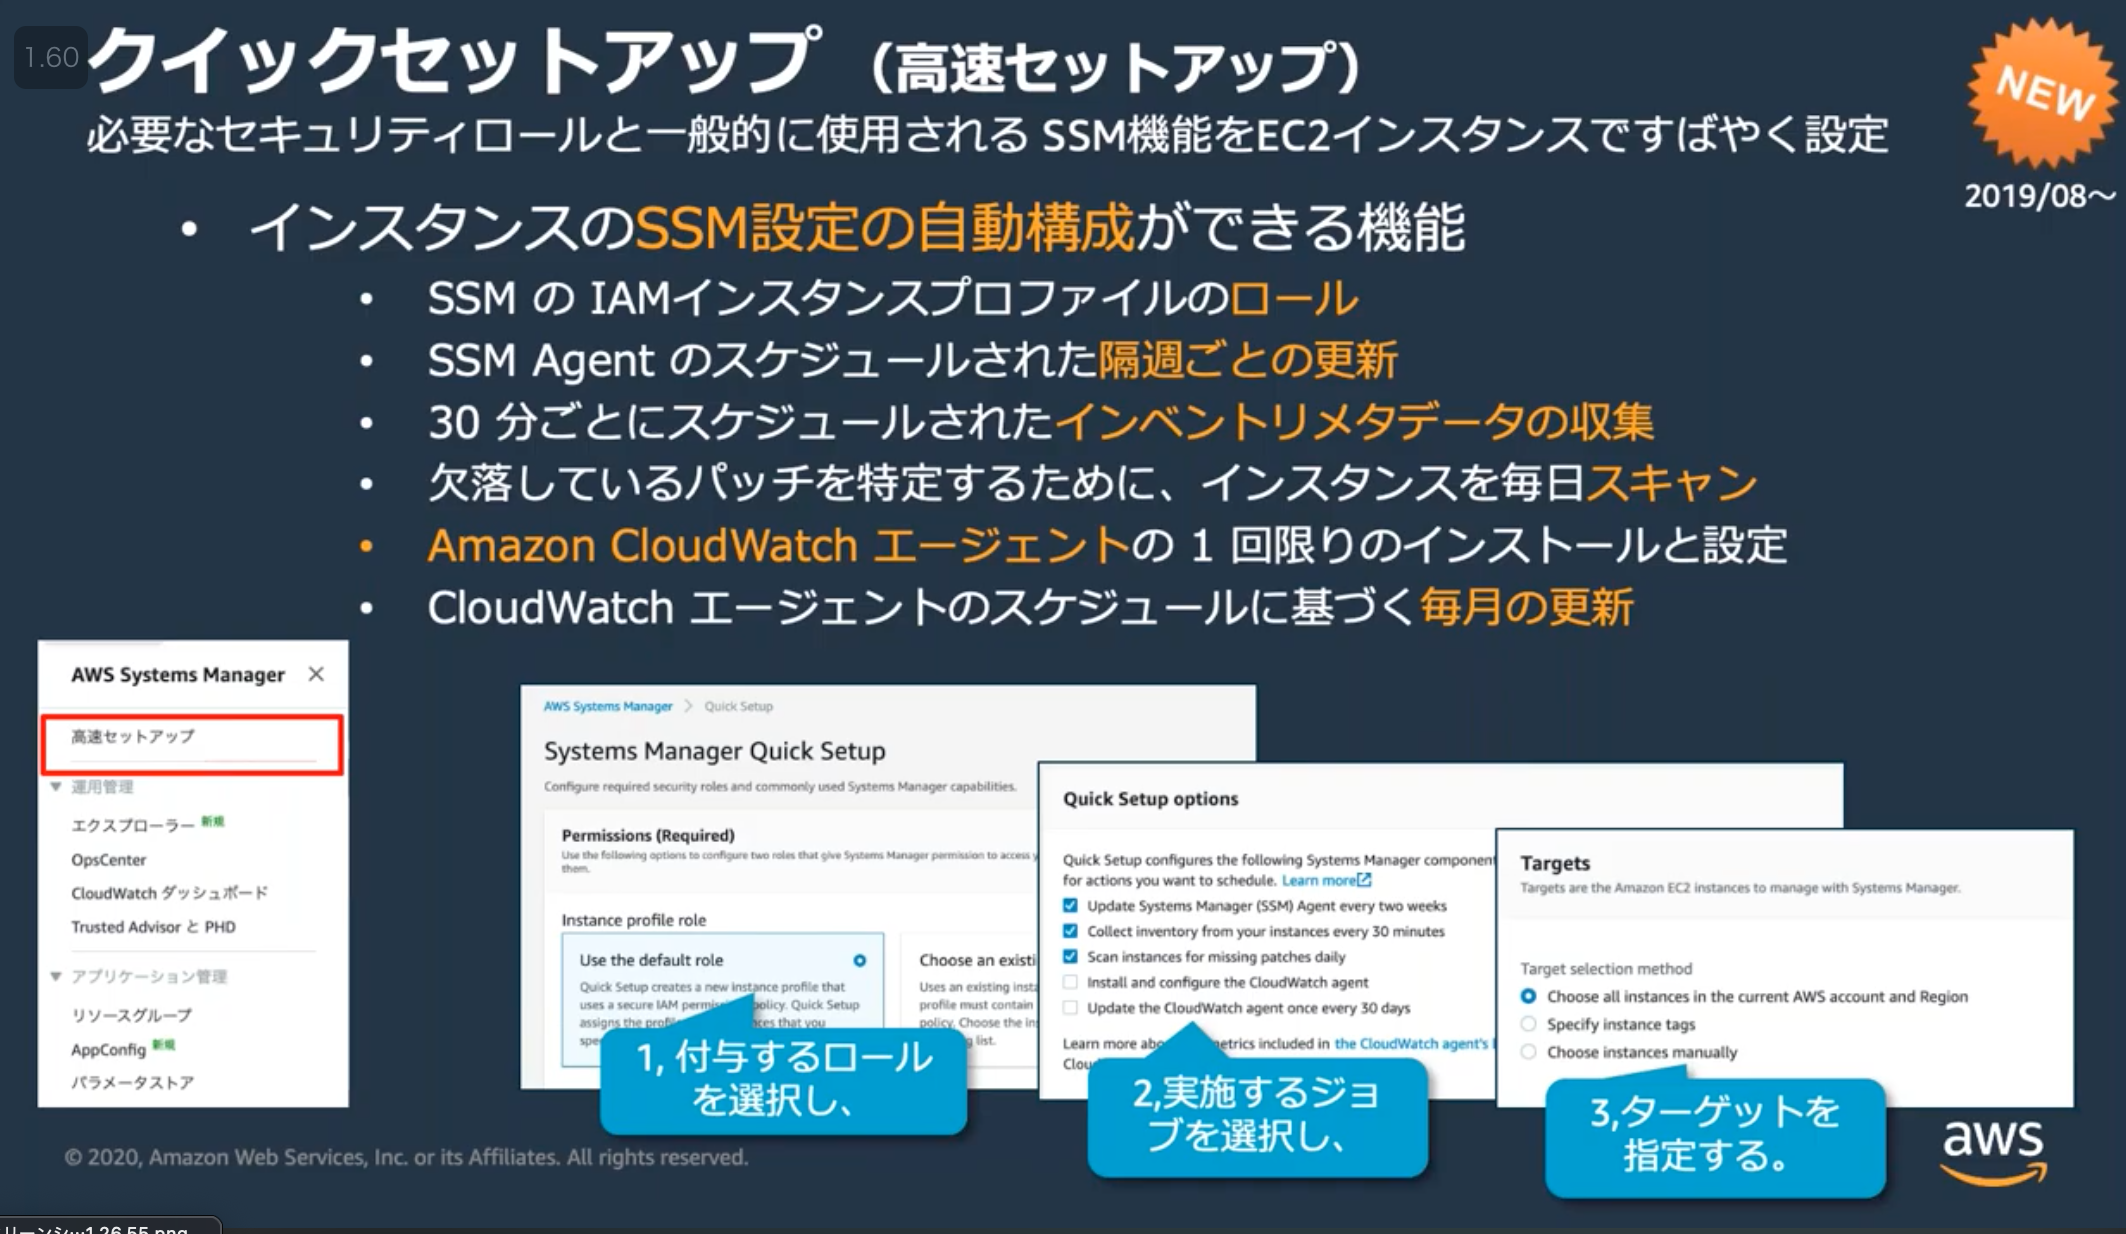 1.60
クイックセットアップ （高速セットアップ）
必要なセキュリティロールと一般的に使用される SSM機能をEC2インスタンスですばやく設定
NEW
2019/08～
• インスタンスのSSM設定の自動構成ができる機能
• SSM の IAMインスタンスプロファイルのロール
• SSM Agent のスケジュールされた隔週ごとの更新
• 30 分ごとにスケジュールされたインベントリメタデータの収集
• 欠落しているパッチを特定するために、インスタンスを毎日スキャン
• Amazon CloudWatch エージェントの 1 回限りのインストールと設定
• CloudWatch エージェントのスケジュールに基づく毎月の更新
AWS Systems Manager ×
高速セットアップ
▼ 運用管理
エクスプローラー 新規
OpsCenter
CloudWatch ダッシュボード
Trusted Advisor と PHD
▼ アプリケーション管理
リソースグループ
AppConfig 新規
パラメータストア
AWS Systems Manager > Quick Setup
Systems Manager Quick Setup
Configure required security roles and commonly used Systems Manager capabilities.
Permissions (Required)
Use the following options to configure two roles that give Systems Manager permission to access
them.
Instance profile role
Use the default role
Quick Setup creates a new instance profile that
uses a secure IAM policy. Quick Setup
assigns the that you
Choose an
Uses an existing
profile must contain
policy. Choose the
list.
1, 付与するロール
を選択し、
Quick Setup options
Quick Setup configures the following Systems Manager
for actions you want to schedule. Learn more
Update Systems Manager (SSM) Agent every two weeks
Collect inventory from your instances every 30 minutes
Scan instances for missing patches daily
Install and configure the CloudWatch agent
Update the CloudWatch agent once every 30 days
Learn more included in the CloudWatch agent's
2,実施するジョ
ブを選択し、
Targets
Targets are the Amazon EC2 instances to manage with Systems Manager.
Target selection method
Choose all instances in the current AWS account and Region
Specify instance tags
Choose instances manually
3,ターゲットを
指定する。
© 2020, Amazon Web Services, Inc. or its Affiliates. All rights reserved.
aws